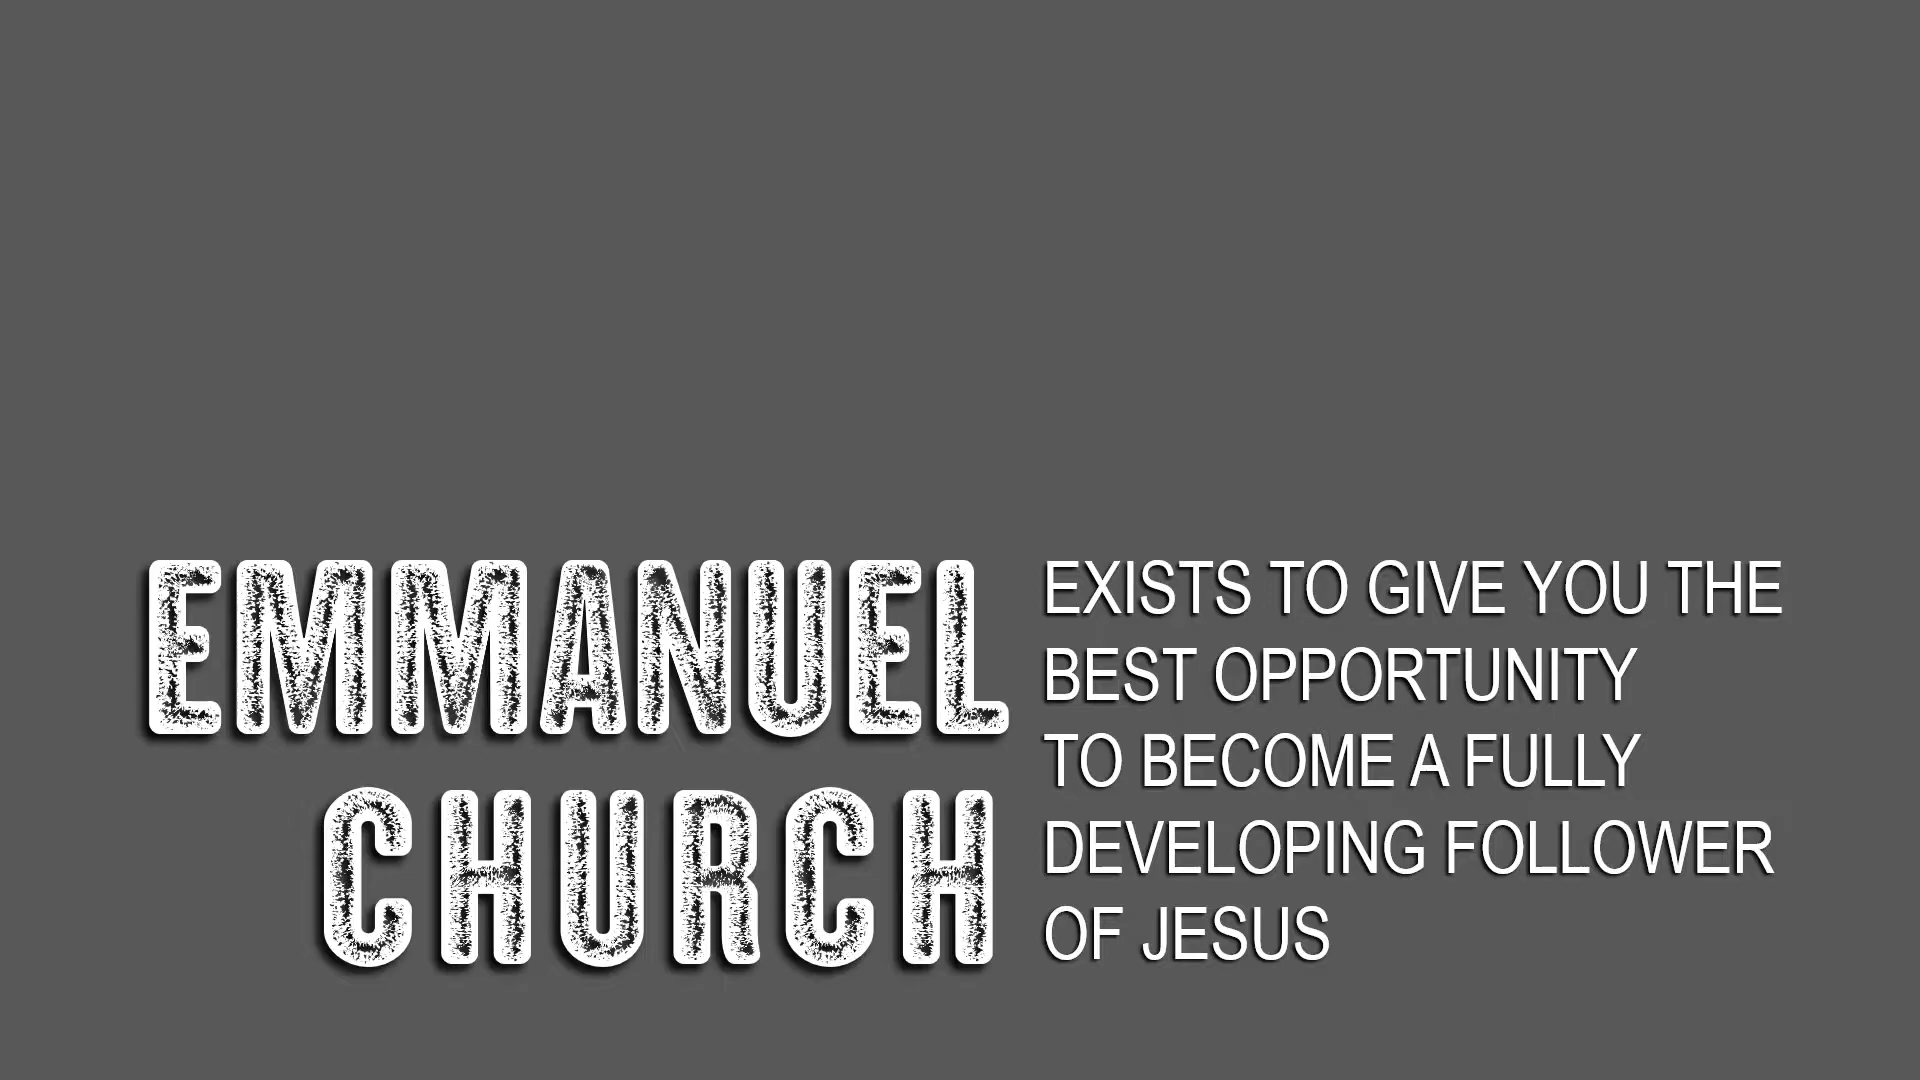 EMMANUEL
CHURCH
EXISTS TO GIVE YOU THE
BEST OPPORTUNITY
TO BECOME A FULLY
DEVELOPING FOLLOWER
OF JESUS